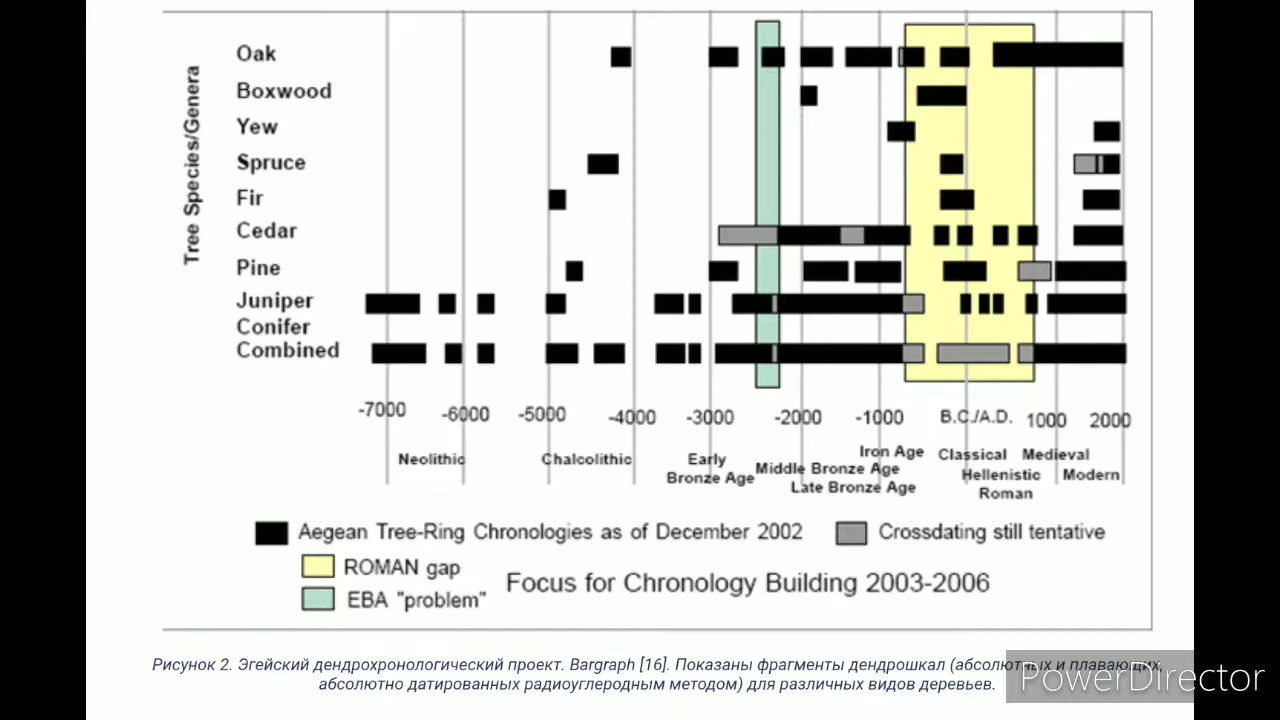 Tree Species/Genera
Oak
Boxwood
Yew
Spruce
Fir
Cedar
Pine
Juniper
Conifer
Combined
-7000 -6000 -5000 -4000 -3000 -2000 -1000 B.C./A.D. 1000 2000
Neolithic Chalcolithic Early Bronze Age Middle Bronze Age Late Bronze Age Iron Age Classical Hellenistic Roman Medieval Modern
Aegean Tree-Ring Chronologies as of December 2002 Crossdating still tentative
ROMAN gap
EBA "problem"
Focus for Chronology Building 2003-2006
Рисунок 2. Эгейский дендрохронологический проект. Bargraph [16]. Показаны фрагменты дендрошкал (абсолютных и плавающих,
абсолютно датированных радиоуглеродным методом) для различных видов деревьев.
PowerDirector